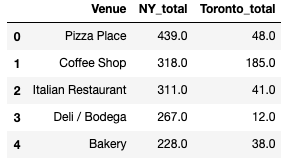 Venue NY_total Toronto_total
0 Pizza Place 439.0 48.0
1 Coffee Shop 318.0 185.0
2 Italian Restaurant 311.0 41.0
3 Deli / Bodega 267.0 12.0
4 Bakery 228.0 38.0